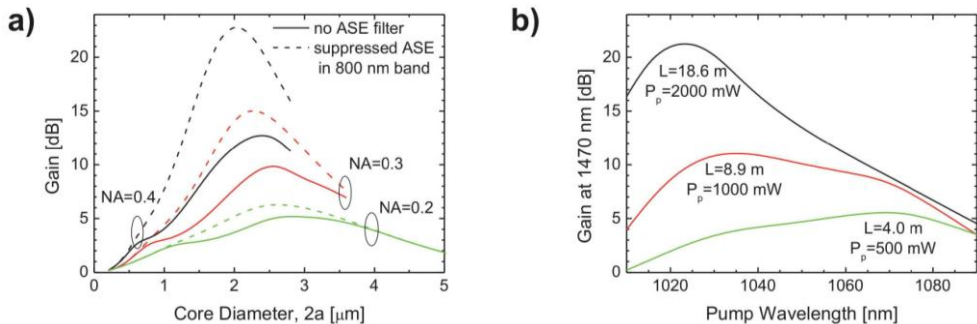 a)
no ASE filter
suppressed ASE
in 800 nm band
NA=0.4
NA=0.3
NA=0.2
Gain [dB]
20
15
10
5
0
0 1 2 3 4 5
Core Diameter, 2a [μm]
b)
L=18.6 m
Pp=2000 mW
L=8.9 m
Pp=1000 mW
L=4.0 m
Pp=500 mW
Gain at 1470 nm [dB]
20
15
10
5
0
1020 1040 1060 1080
Pump Wavelength [nm]